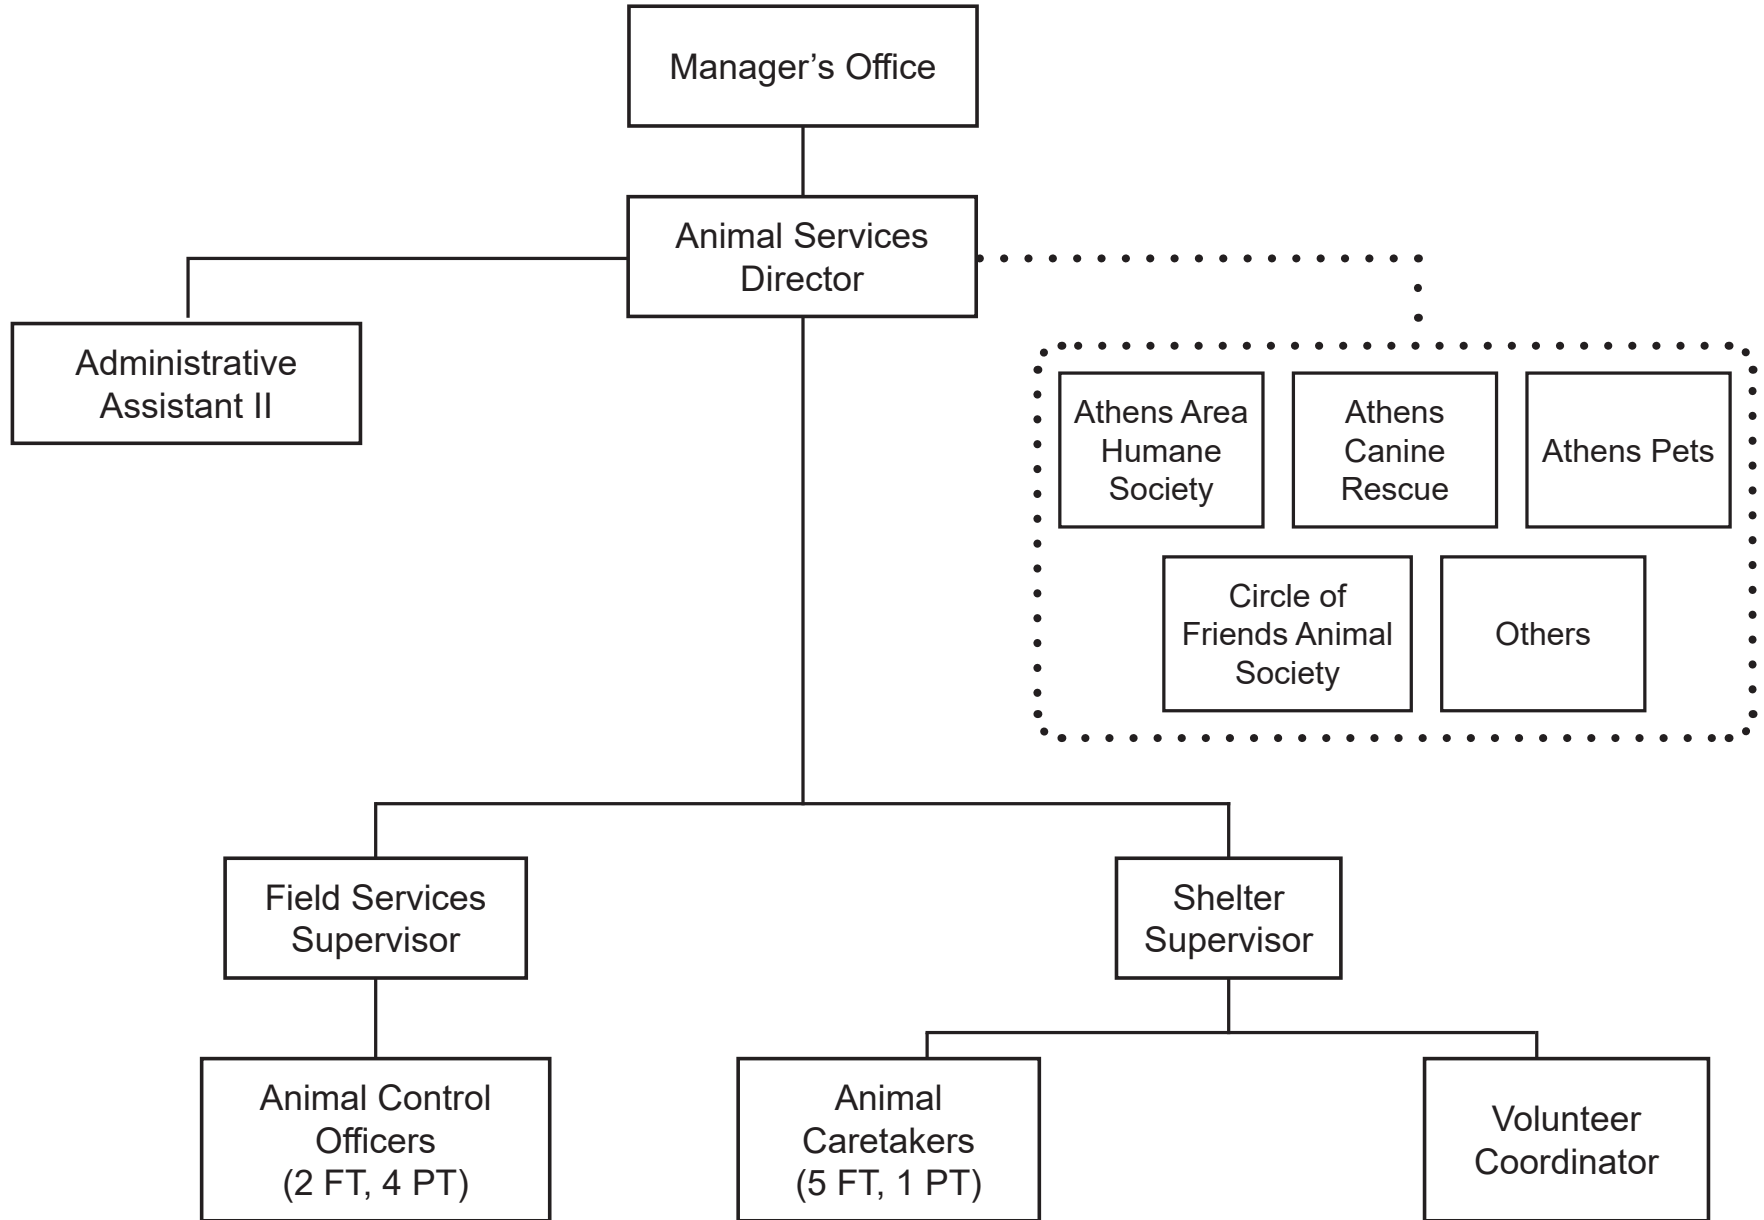 Manager’s Office
Animal Services
Director
Administrative
Assistant II
Athens Area
Humane
Society
Athens
Canine
Rescue
Athens Pets
Circle of
Friends Animal
Society
Others
Field Services
Supervisor
Shelter
Supervisor
Animal Control
Officers
(2 FT, 4 PT)
Animal
Caretakers
(5 FT, 1 PT)
Volunteer
Coordinator